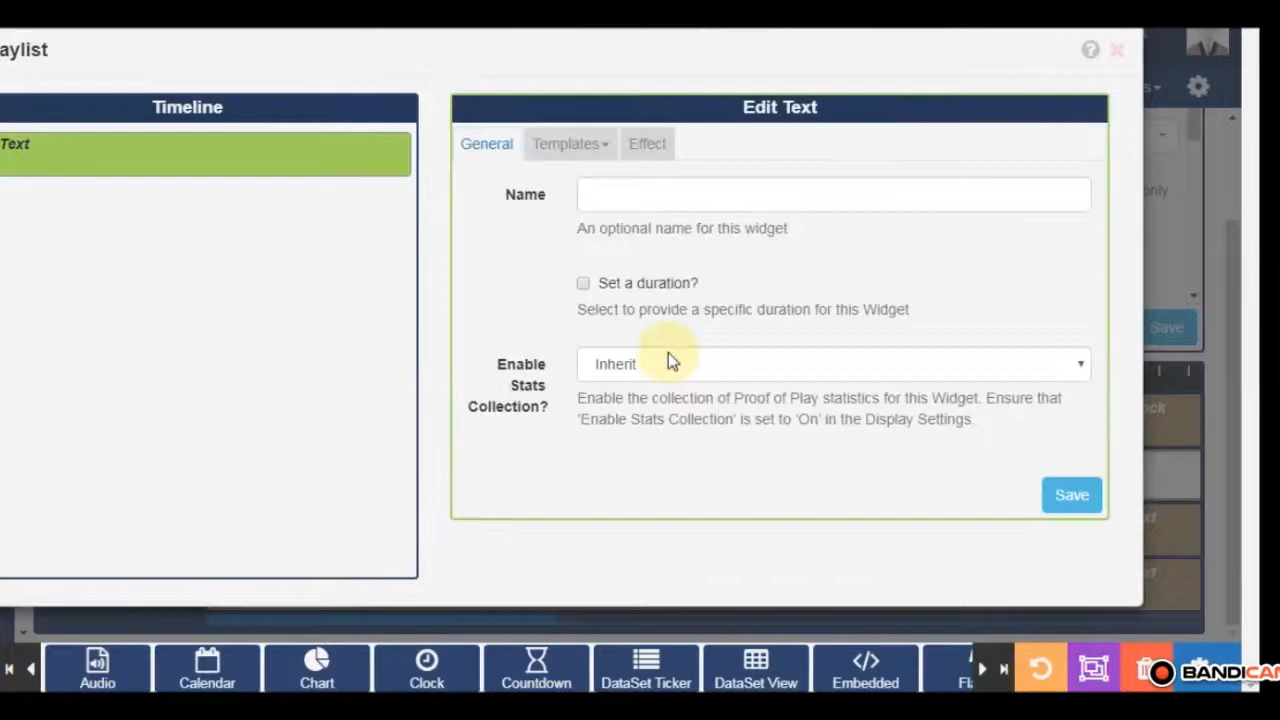 aylist
Timeline
Text
Edit Text
General
Templates
Effect
Name
An optional name for this widget
Set a duration?
Select to provide a specific duration for this Widget
Enable
Stats
Collection?
Inherit
Enable the collection of Proof of Play statistics for this Widget. Ensure that
'Enable Stats Collection' is set to 'On' in the Display Settings.
Save
only
Save
Audio
Calendar
Chart
Clock
Countdown
DataSet Ticker
DataSet View
Embedded
Fl
BANDICAM